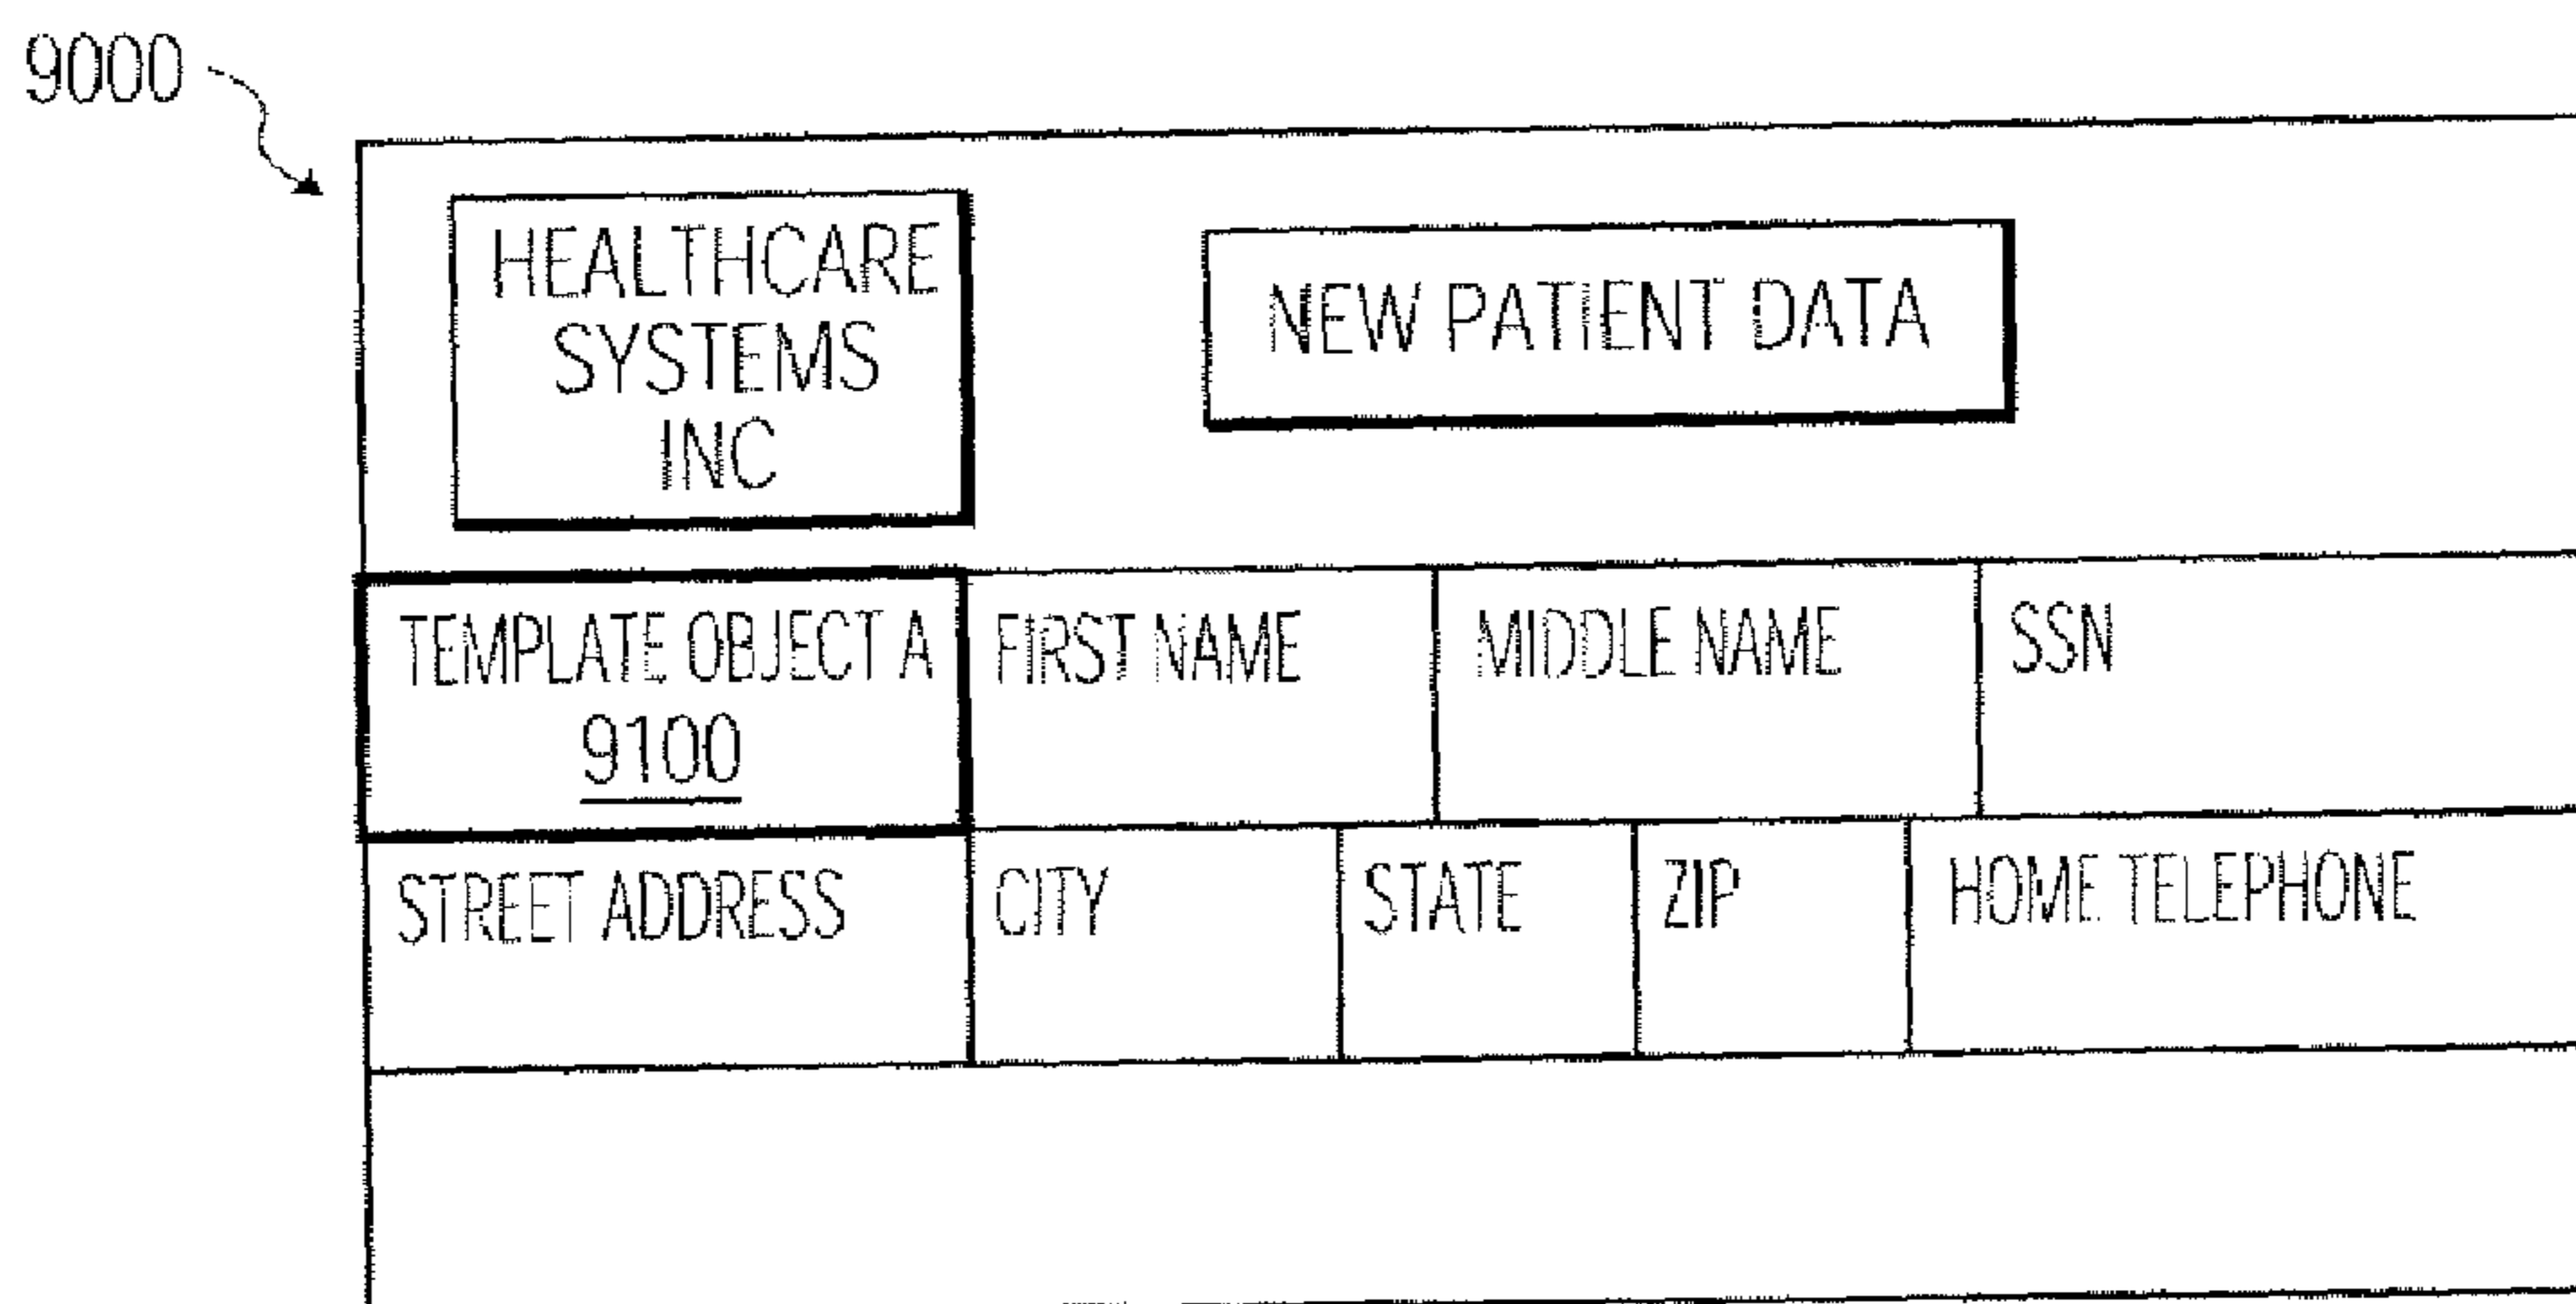 9000
HEALTHCARE
SYSTEMS
INC
NEW PATIENT DATA
TEMPLATE OBJECT A
9100
FIRST NAME
MIDDLE NAME
SSN
STREET ADDRESS
CITY
STATE
ZIP
HOME TELEPHONE